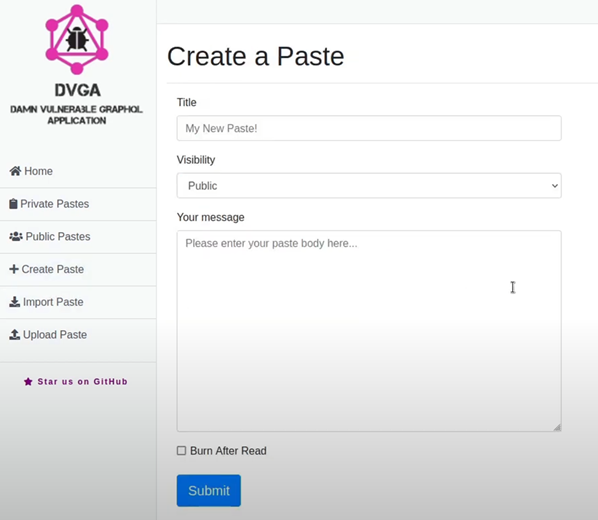 DVGA
DAMN VULNERABLE GRAPHQL
APPLICATION
Home
Private Pastes
Public Pastes
Create Paste
Import Paste
Upload Paste
Star us on GitHub
Create a Paste
Title
My New Paste!
Visibility
Public
Your message
Please enter your paste body here...
Burn After Read
Submit